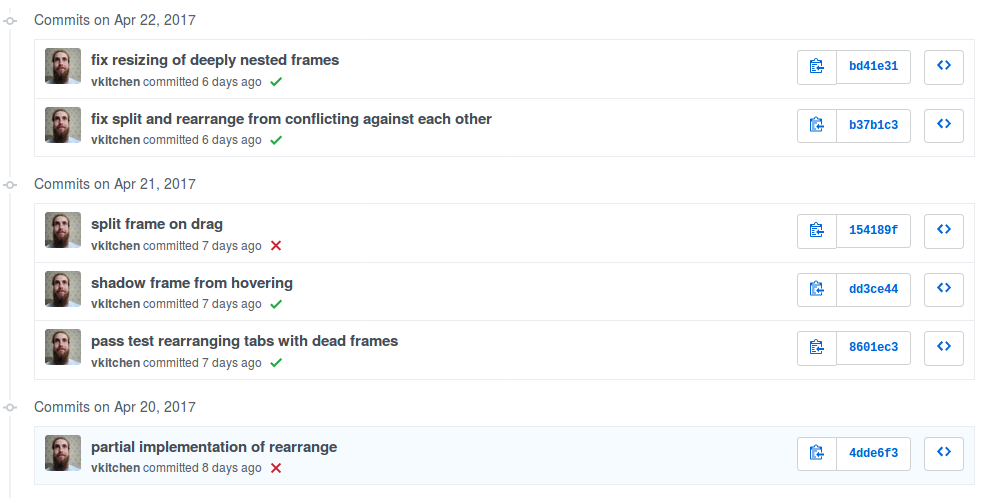 Commits on Apr 22, 2017
fix resizing of deeply nested frames
vkitchen committed 6 days ago
bd41e31
fix split and rearrange from conflicting against each other
vkitchen committed 6 days ago
b37b1c3
Commits on Apr 21, 2017
split frame on drag
vkitchen committed 7 days ago
154189f
shadow frame from hovering
vkitchen committed 7 days ago
dd3ce44
pass test rearranging tabs with dead frames
vkitchen committed 7 days ago
8601ec3
Commits on Apr 20, 2017
partial implementation of rearrange
vkitchen committed 8 days ago
4dde6f3